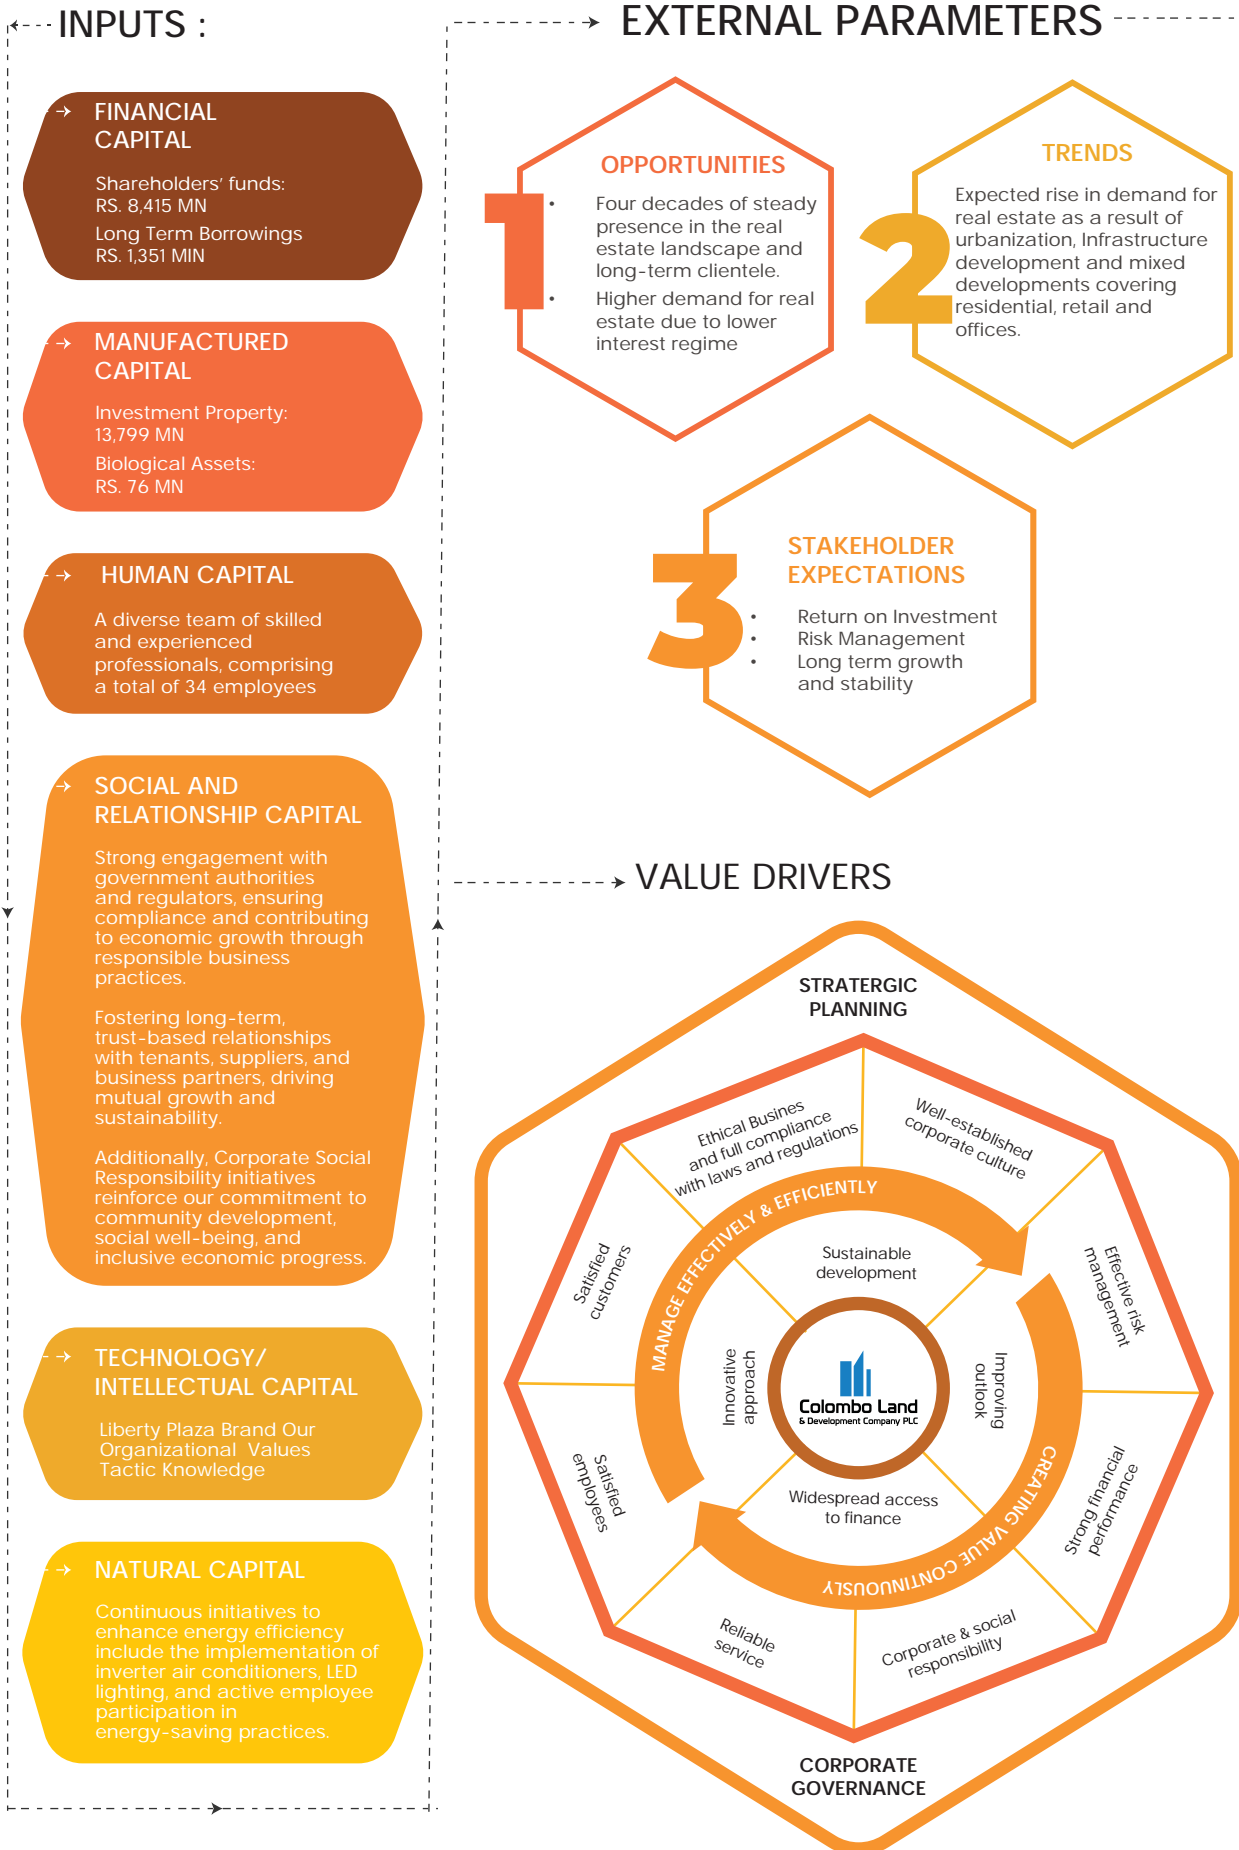 INPUTS :
FINANCIAL
CAPITAL
Shareholders' funds:
RS. 8,415 MN
Long Term Borrowings
RS. 1,351 MIN
MANUFACTURED
CAPITAL
Investment Property:
13,799 MN
Biological Assets:
RS. 76 MN
HUMAN CAPITAL
A diverse team of skilled
and experienced
professionals, comprising
a total of 34 employees
SOCIAL AND
RELATIONSHIP CAPITAL
Strong engagement with
government authorities
and regulators, ensuring
compliance and contributing
to economic growth through
responsible business
practices.
Fostering long-term,
trust-based relationships
with tenants, suppliers, and
business partners, driving
mutual growth and
sustainability.
Additionally, Corporate Social
Responsibility initiatives
reinforce our commitment to
community development,
social well-being, and
inclusive economic progress.
TECHNOLOGY/
INTELLECTUAL CAPITAL
Liberty Plaza Brand Our
Organizational Values
Tactic Knowledge
NATURAL CAPITAL
Continuous initiatives to
enhance energy efficiency
include the implementation of
inverter air conditioners, LED
lighting, and active employee
participation in
energy-saving practices.
EXTERNAL PARAMETERS
1
OPPORTUNITIES
• Four decades of steady
presence in the real
estate landscape and
long-term clientele.
• Higher demand for real
estate due to lower
interest regime
2
TRENDS
Expected rise in demand for
real estate as a result of
urbanization, Infrastructure
development and mixed
developments covering
residential, retail and
offices.
3
STAKEHOLDER
EXPECTATIONS
• Return on Investment
• Risk Management
• Long term growth
and stability
VALUE DRIVERS
STRATERGIC
PLANNING
Ethical Busines
and full compliance
with laws and regulations
Well-established
corporate culture
Effective risk
management
Strong financial
performance
Corporate & social
responsibility
Reliable
service
Satisfied
employees
Satisfied
customers
MANAGE EFFECTIVELY & EFFICIENTLY
CREATING VALUE CONTINUOUSLY
Sustainable
development
Improving
outlook
Widespread access
to finance
Innovative
approach
Colombo Land
& Development Company PLC
CORPORATE
GOVERNANCE